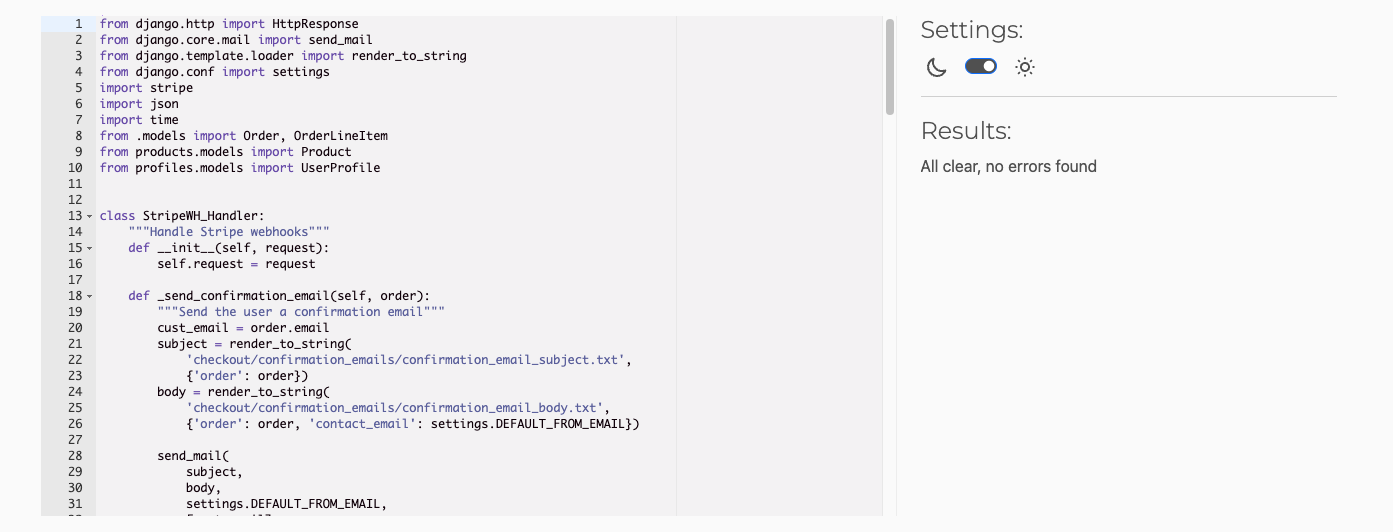 1 from django.http import HttpResponse
2 from django.core.mail import send_mail
3 from django.template.loader import render_to_string
4 from django.conf import settings
5 import stripe
6 import json
7 import time
8 from .models import Order, OrderLineItem
9 from products.models import Product
10 from profiles.models import UserProfile
11
12
13 class StripeWH_Handler:
14     """Handle Stripe webhooks"""
15     def __init__(self, request):
16         self.request = request
17
18     def _send_confirmation_email(self, order):
19         """Send the user a confirmation email"""
20         cust_email = order.email
21         subject = render_to_string(
22             'checkout/confirmation_emails/confirmation_email_subject.txt',
23             {'order': order})
24         body = render_to_string(
25             'checkout/confirmation_emails/confirmation_email_body.txt',
26             {'order': order, 'contact_email': settings.DEFAULT_FROM_EMAIL})
27
28         send_mail(
29             subject,
30             body,
31             settings.DEFAULT_FROM_EMAIL,
Settings:
Results:
All clear, no errors found